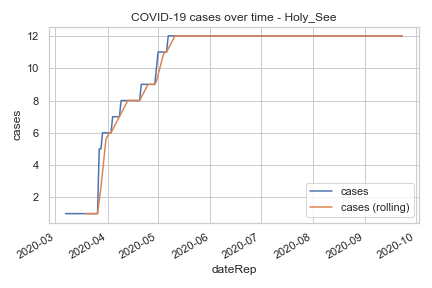 COVID-19 cases over time - Holy_See
12
10
8
6
4
2
cases
cases
cases (rolling)
2020-03
2020-04
2020-05
2020-06
2020-07
2020-08
2020-09
2020-10
dateRep